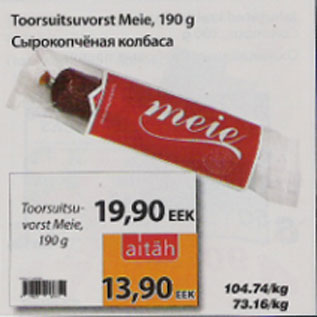 Toorsuitsuvorst Meie, 190 g
Сырокопчёная колбаса
meie
Toorsuitsu-
vorst Meie,
190 g
19,90 EEK
aitäh
13,90 EEK
104.74/kg
73.16/kg